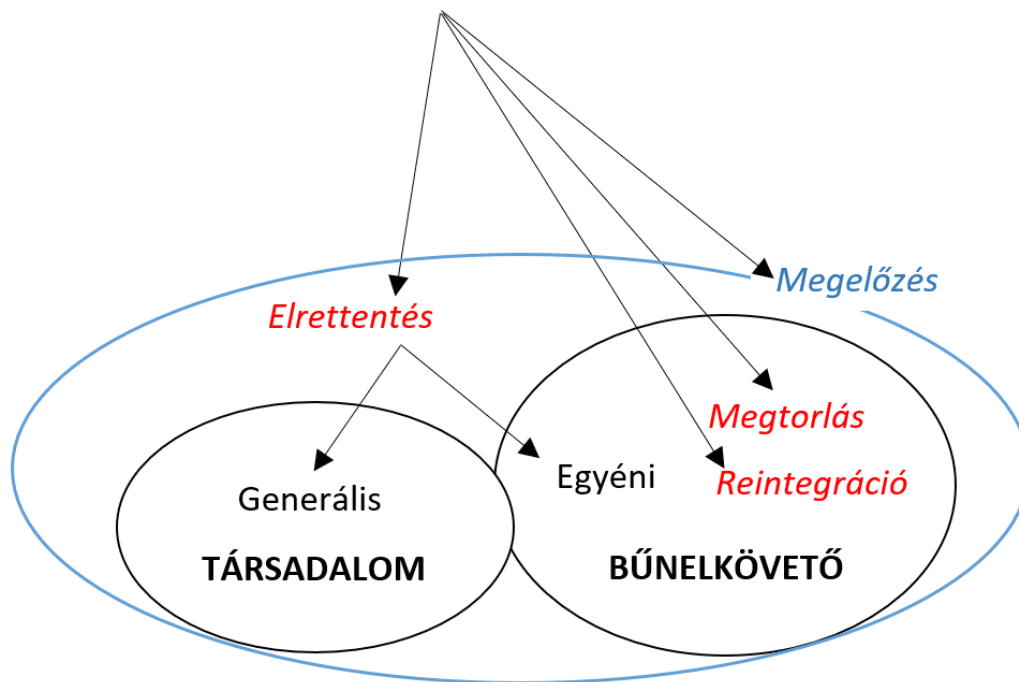 Megelőzés
Elrettentés
Megtorlás
Egyéni
Reintegráció
Generális
TÁRSADALOM
BŰNELKÖVETŐ